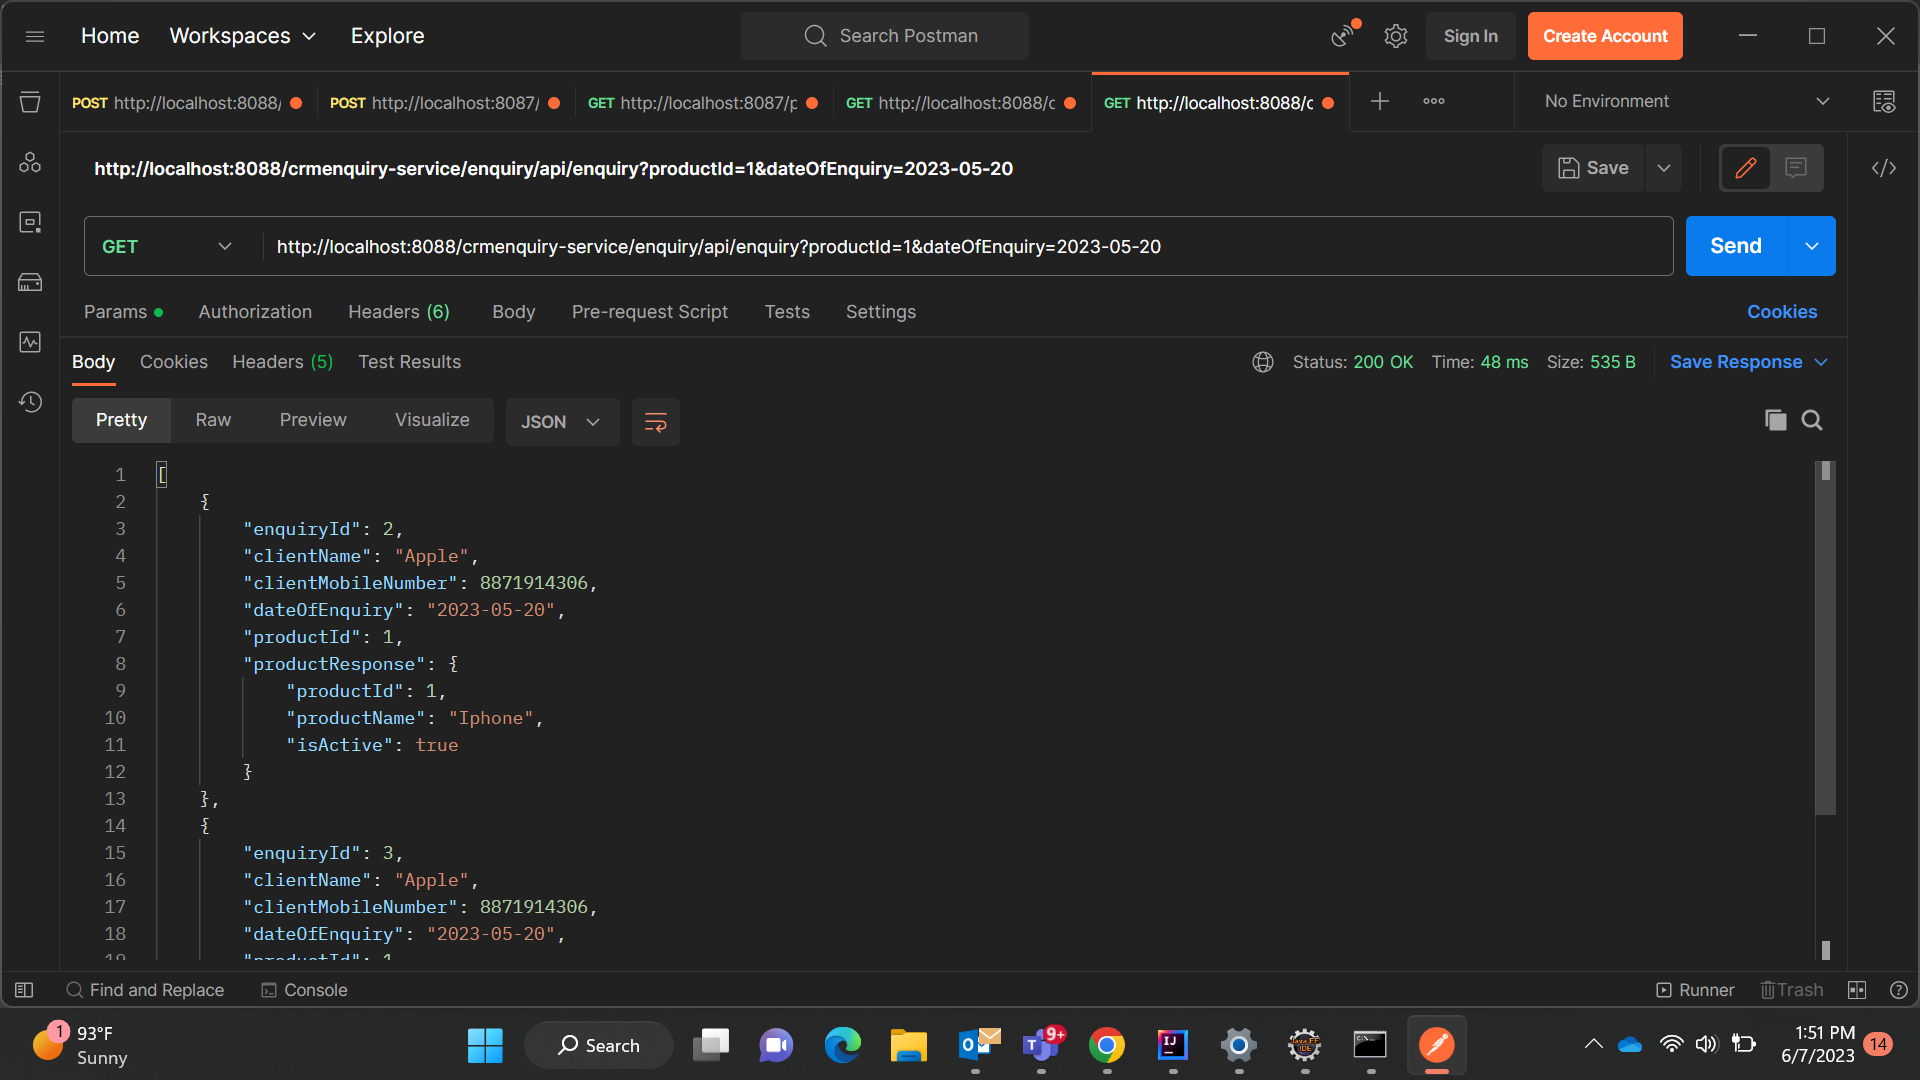 Home Workspaces Explore Search Postman Sign In Create Account
POST http://localhost:8088/ POST http://localhost:8087/ GET http://localhost:8087/p GET http://localhost:8088/c GET http://localhost:8088/c No Environment
http://localhost:8088/crmenquiry-service/enquiry/api/enquiry?productId=1&dateOfEnquiry=2023-05-20 Save
GET http://localhost:8088/crmenquiry-service/enquiry/api/enquiry?productId=1&dateOfEnquiry=2023-05-20 Send
Params Authorization Headers (6) Body Pre-request Script Tests Settings Cookies
Body Cookies Headers (5) Test Results Status: 200 OK Time: 48 ms Size: 535 B Save Response
Pretty Raw Preview Visualize JSON
1 [
2 {
3 "enquiryId": 2,
4 "clientName": "Apple",
5 "clientMobileNumber": 8871914306,
6 "dateOfEnquiry": "2023-05-20",
7 "productId": 1,
8 "productResponse": {
9 "productId": 1,
10 "productName": "Iphone",
11 "isActive": true
12 }
13 },
14 {
15 "enquiryId": 3,
16 "clientName": "Apple",
17 "clientMobileNumber": 8871914306,
18 "dateOfEnquiry": "2023-05-20",
19 "productId": 1
Find and Replace Console Runner Trash
1 93°F
Sunny
Search
9+
1:51 PM
6/7/2023 14